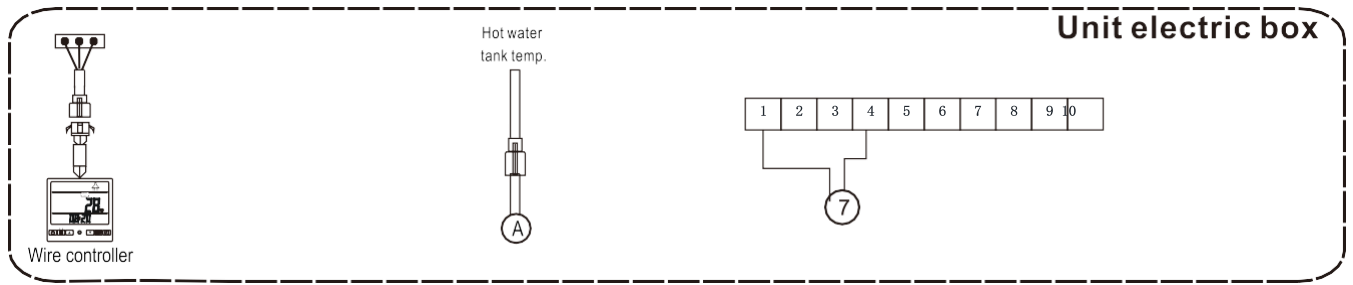 Unit electric box
Hot water
tank temp.
1 2 3 4 5 6 7 8 9 10
7
A
28
Wire controller